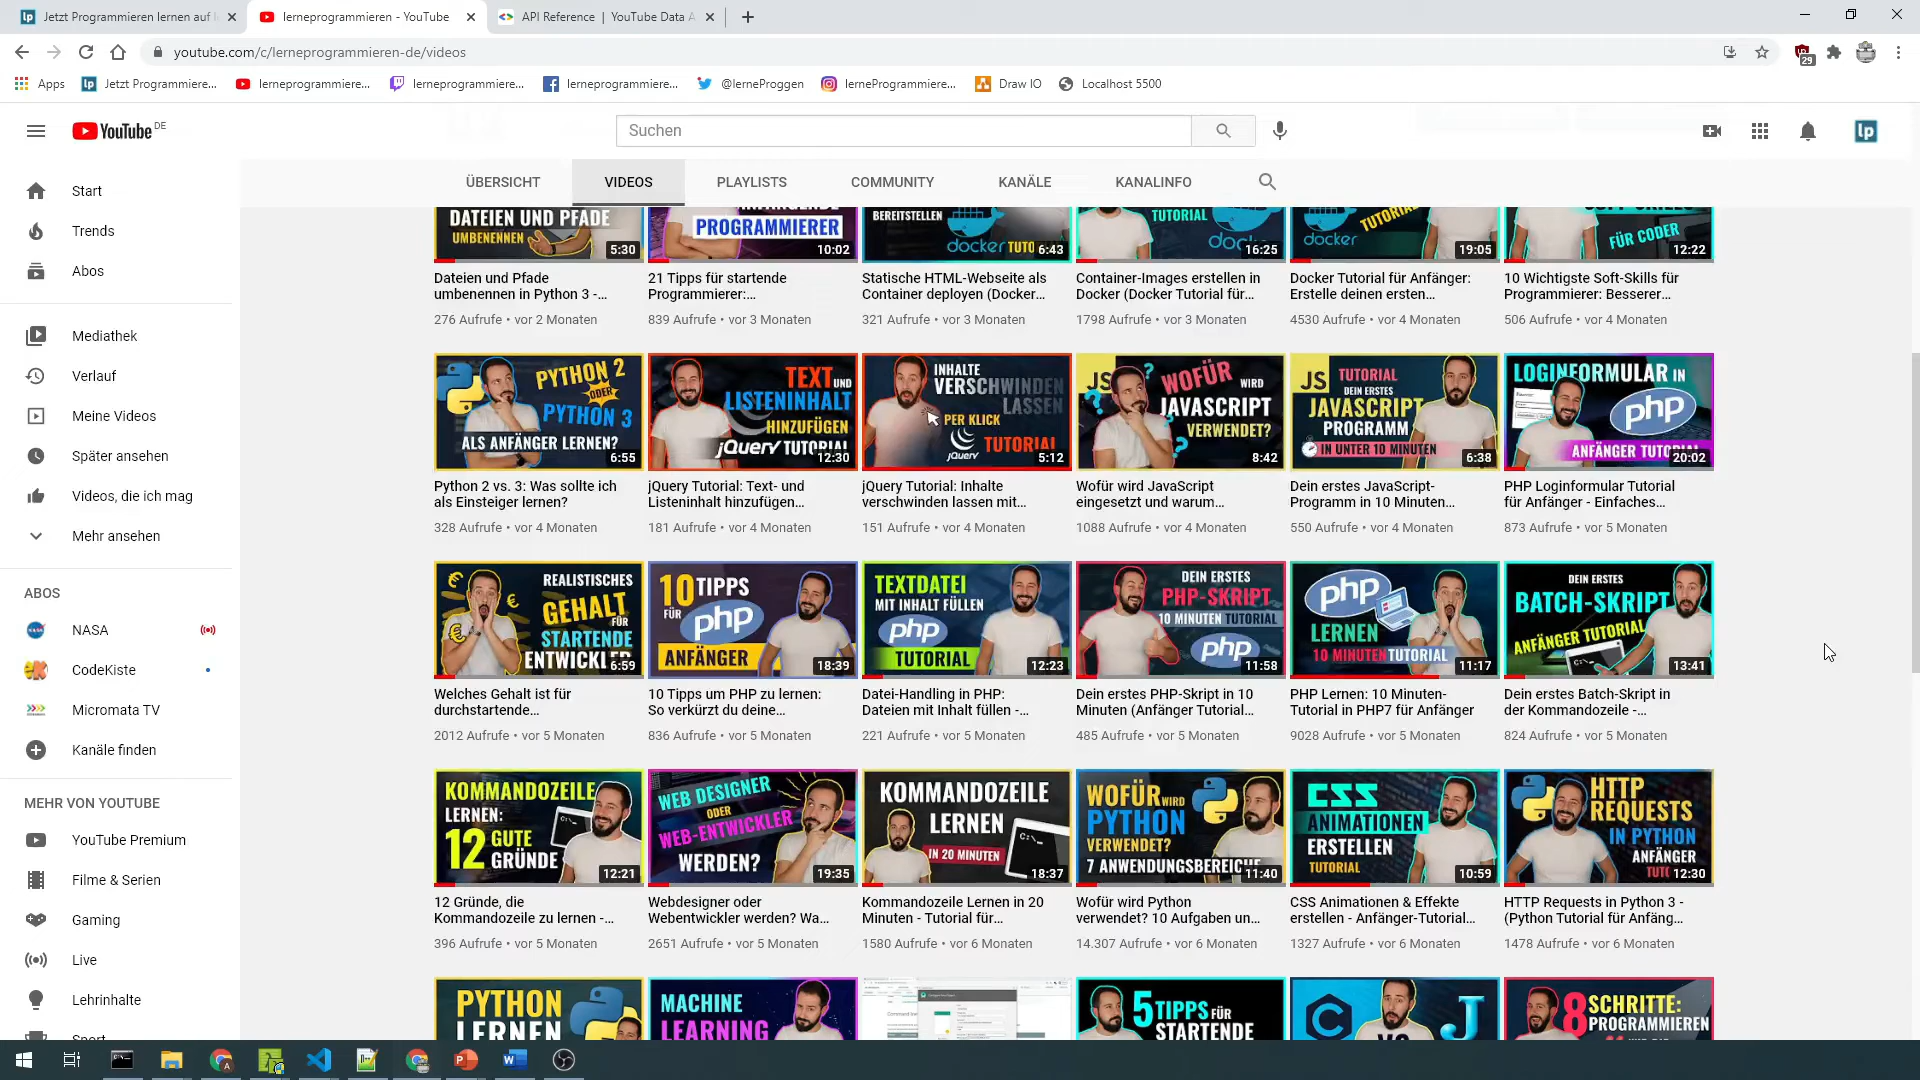 Jetzt Programmieren lernen auf l
lerneprogrammieren - YouTube
API Reference | YouTube Data A
youtube.com/c/lerneprogrammieren-de/videos
29
Apps
Jetzt Programmiere...
lerneprogrammiere...
lerneprogrammiere...
lerneprogrammiere...
@lerneProggen
lerneProgrammiere...
Draw IO
Localhost 5500
YouTube DE
Suchen
lp
ÜBERSICHT
VIDEOS
PLAYLISTS
COMMUNITY
KANÄLE
KANALINFO
Start
Trends
Abos
Mediathek
Verlauf
Meine Videos
Später ansehen
Videos, die ich mag
Mehr ansehen
ABOS
NASA
CodeKiste
Micromata TV
Kanäle finden
MEHR VON YOUTUBE
YouTube Premium
Filme & Serien
Gaming
Live
Lehrinhalte
DATEIEN UND PFADE
UMBENENNEN
5:30
Dateien und Pfade
umbenennen in Python 3 -...
276 Aufrufe • vor 2 Monaten
PROGRAMMIERER
10:02
21 Tipps für startende
Programmierer:...
839 Aufrufe • vor 3 Monaten
BEREITSTELLEN
docker TUTO
6:43
Statische HTML-Webseite als
Container deployen (Docker...
321 Aufrufe • vor 3 Monaten
TUTORIAL
16:25
Container-Images erstellen in
Docker (Docker Tutorial für...
1798 Aufrufe • vor 3 Monaten
TUTORIAL
docker
19:05
Docker Tutorial für Anfänger:
Erstelle deinen ersten...
4530 Aufrufe • vor 4 Monaten
FÜR CODER
12:22
10 Wichtigste Soft-Skills für
Programmierer: Besserer...
506 Aufrufe • vor 4 Monaten
PYTHON 2
ODER
PYTHON 3
ALS ANFÄNGER LERNEN?
6:55
Python 2 vs. 3: Was sollte ich
als Einsteiger lernen?
328 Aufrufe • vor 4 Monaten
TEXT UND
LISTENINHALT
HINZUFÜGEN
jQuery TUTORIAL
12:30
jQuery Tutorial: Text- und
Listeninhalt hinzufügen...
181 Aufrufe • vor 4 Monaten
INHALTE
VERSCHWINDEN
LASSEN
PER KLICK
jQuery TUTORIAL
5:12
jQuery Tutorial: Inhalte
verschwinden lassen mit...
151 Aufrufe • vor 4 Monaten
JS
WOFÜR WIRD
JAVASCRIPT
VERWENDET?
8:42
Wofür wird JavaScript
eingesetzt und warum...
1088 Aufrufe • vor 4 Monaten
JS
TUTORIAL
DEIN ERSTES
JAVASCRIPT
PROGRAMM
IN UNTER 10 MINUTEN
6:38
Dein erstes JavaScript-
Programm in 10 Minuten...
550 Aufrufe • vor 4 Monaten
LOGINFORMULAR IN
php
ANFÄNGER TUTO
20:02
PHP Loginformular Tutorial
für Anfänger - Einfaches...
873 Aufrufe • vor 5 Monaten
REALISTISCHES
GEHALT FÜR
STARTENDE
ENTWICKLER
6:59
Welches Gehalt ist für
durchstartende...
2012 Aufrufe • vor 5 Monaten
10 TIPPS
FÜR php
ANFÄNGER
18:39
10 Tipps um PHP zu lernen:
So verkürzt du deine...
836 Aufrufe • vor 5 Monaten
TEXTDATEI
MIT INHALT FÜLLEN
php
TUTORIAL
12:23
Datei-Handling in PHP:
Dateien mit Inhalt füllen -...
221 Aufrufe • vor 5 Monaten
DEIN ERSTES
PHP-SKRIPT
10 MINUTEN TUTORIAL
php
11:58
Dein erstes PHP-Skript in 10
Minuten (Anfänger Tutorial...
485 Aufrufe • vor 5 Monaten
php
LERNEN
10 MINUTEN TUTORIAL
11:17
PHP Lernen: 10 Minuten-
Tutorial in PHP7 für Anfänger
9028 Aufrufe • vor 5 Monaten
DEIN ERSTES
BATCH-SKRIPT
ANFÄNGER TUTORIAL
13:41
Dein erstes Batch-Skript in
der Kommandozeile -...
824 Aufrufe • vor 5 Monaten
KOMMANDOZEILE
LERNEN:
12 GUTE
GRÜNDE
12:21
12 Gründe, die
Kommandozeile zu lernen -...
396 Aufrufe • vor 5 Monaten
WEB DESIGNER
ODER
WEB-ENTWICKLER
WERDEN?
19:35
Webdesigner oder
Webentwickler werden? Wa...
2651 Aufrufe • vor 5 Monaten
KOMMANDOZEILE
LERNEN
IN 20 MINUTEN
18:37
Kommandozeile Lernen in 20
Minuten - Tutorial für...
1580 Aufrufe • vor 6 Monaten
WOFÜR WIRD
PYTHON
VERWENDET?
7 ANWENDUNGSBEREICHE
11:40
Wofür wird Python
verwendet? 10 Aufgaben un...
14.307 Aufrufe • vor 6 Monaten
CSS
ANIMATIONEN
ERSTELLEN
TUTORIAL
10:59
CSS Animationen & Effekte
erstellen - Anfänger-Tutorial...
1327 Aufrufe • vor 6 Monaten
HTTP
REQUESTS
IN PYTHON
ANFÄNGER
TUT
12:30
HTTP Requests in Python 3 -
(Python Tutorial für Anfäng...
1478 Aufrufe • vor 6 Monaten
PYTHON
LERNEN
MACHINE
LEARNING
5 TIPPS FÜR
STARTENDE
C
VS
J
8 SCHRITTE:
PROGRAMMIEREN